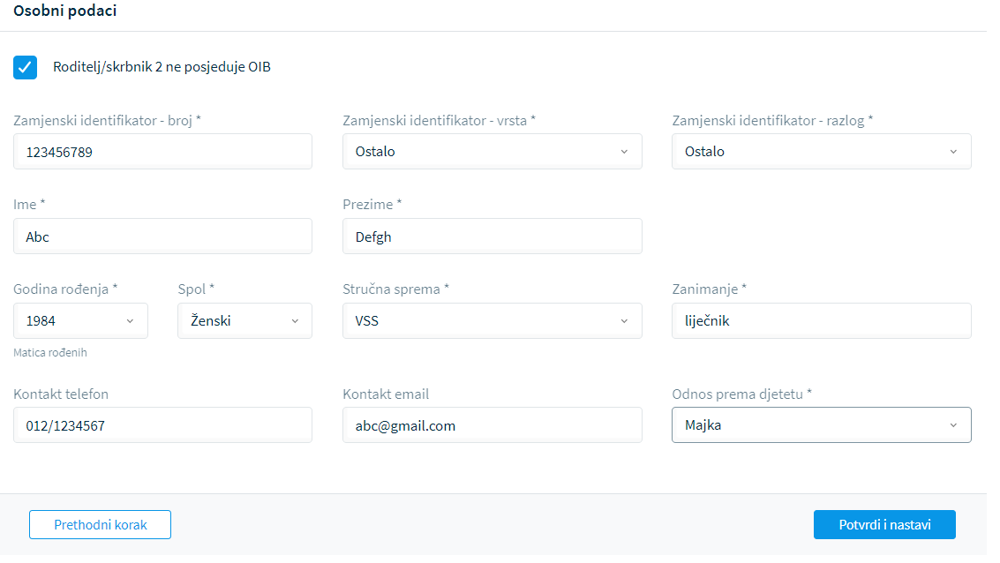 Osobni podaci
Roditelj/skrbnik 2 ne posjeduje OIB
Zamjenski identifikator - broj *
Zamjenski identifikator - vrsta *
Zamjenski identifikator - razlog *
123456789
Ostalo
Ostalo
Ime *
Prezime *
Abc
Defgh
Godina rođenja *
Spol *
Stručna sprema *
Zanimanje *
1984
Ženski
VSS
liječnik
Matica rođenih
Kontakt telefon
Kontakt email
Odnos prema djetetu *
012/1234567
abc@gmail.com
Majka
Prethodni korak
Potvrdi i nastavi